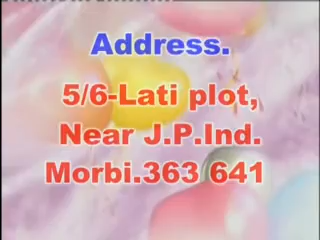 Address.
5/6-Lati plot,
Near J.P.Ind.
Morbi.363 641